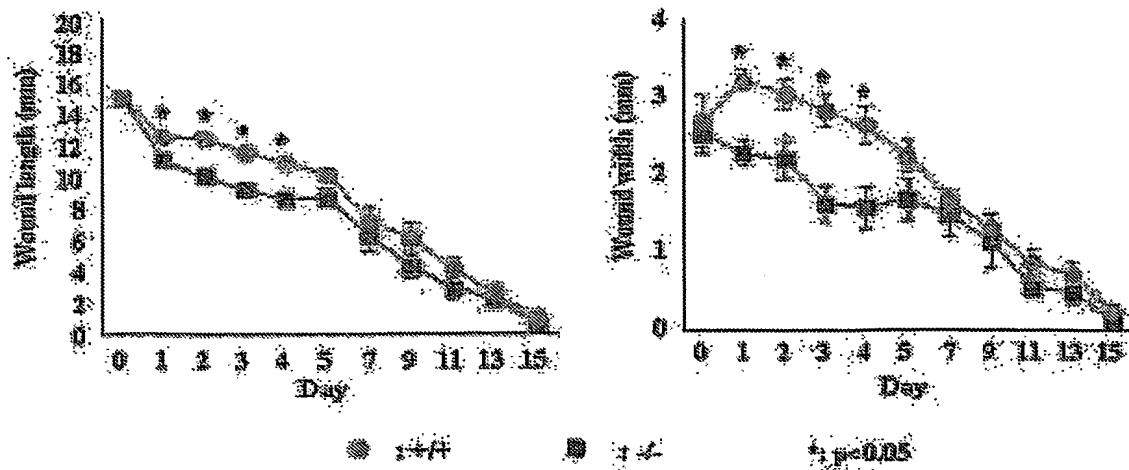 Wound length (mm)
20
18
16
14
12
10
8
6
4
2
0
* * * *
0 1 2 3 4 5 7 9 11 13 15
Day
Wound width (mm)
4
3
2
1
0
* * * *
0 1 2 3 4 5 7 9 11 13 15
Day
: +/+
: -/-
*: p<0.05